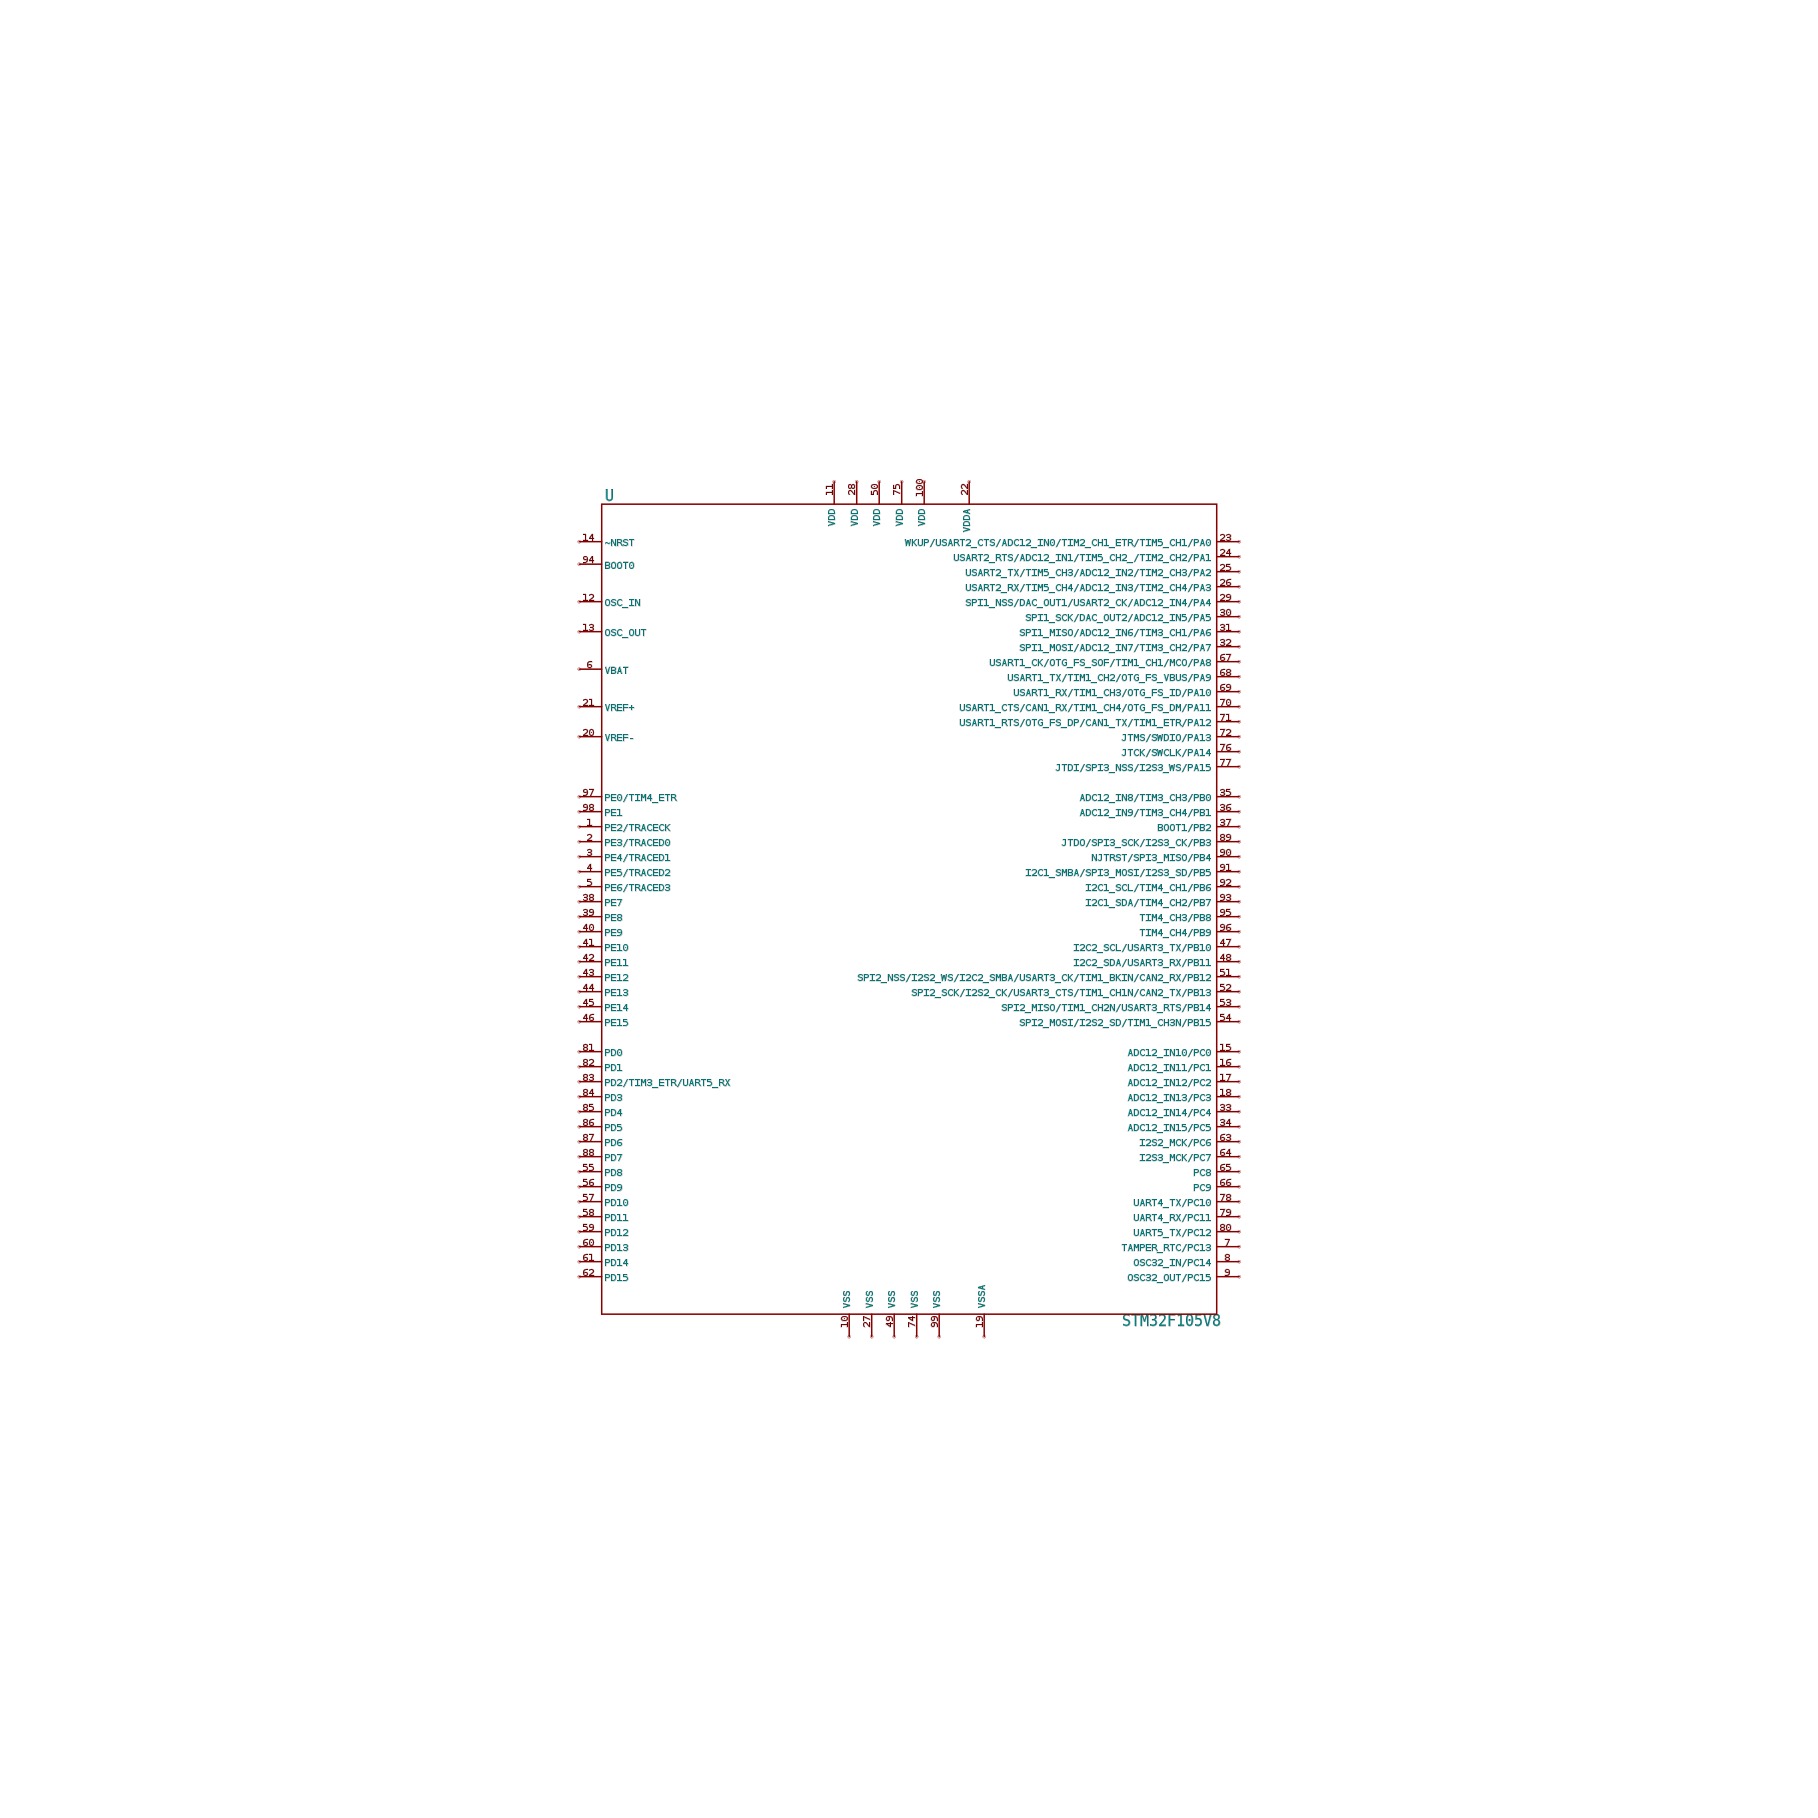 U
11 28 50 75 100 22
VDD VDD VDD VDD VDD VDDA
14 ~NRST
94 BOOT0
12 OSC_IN
13 OSC_OUT
6 VBAT
21 VREF+
20 VREF-
97 PE0/TIM4_ETR
98 PE1
1 PE2/TRACECK
2 PE3/TRACED0
3 PE4/TRACED1
4 PE5/TRACED2
5 PE6/TRACED3
38 PE7
39 PE8
40 PE9
41 PE10
42 PE11
43 PE12
44 PE13
45 PE14
46 PE15
81 PD0
82 PD1
83 PD2/TIM3_ETR/UART5_RX
84 PD3
85 PD4
86 PD5
87 PD6
88 PD7
55 PD8
56 PD9
57 PD10
58 PD11
59 PD12
60 PD13
61 PD14
62 PD15
WKUP/USART2_CTS/ADC12_IN0/TIM2_CH1_ETR/TIM5_CH1/PA0 23
USART2_RTS/ADC12_IN1/TIM5_CH2_/TIM2_CH2/PA1 24
USART2_TX/TIM5_CH3/ADC12_IN2/TIM2_CH3/PA2 25
USART2_RX/TIM5_CH4/ADC12_IN3/TIM2_CH4/PA3 26
SPI1_NSS/DAC_OUT1/USART2_CK/ADC12_IN4/PA4 29
SPI1_SCK/DAC_OUT2/ADC12_IN5/PA5 30
SPI1_MISO/ADC12_IN6/TIM3_CH1/PA6 31
SPI1_MOSI/ADC12_IN7/TIM3_CH2/PA7 32
USART1_CK/OTG_FS_SOF/TIM1_CH1/MCO/PA8 67
USART1_TX/TIM1_CH2/OTG_FS_VBUS/PA9 68
USART1_RX/TIM1_CH3/OTG_FS_ID/PA10 69
USART1_CTS/CAN1_RX/TIM1_CH4/OTG_FS_DM/PA11 70
USART1_RTS/OTG_FS_DP/CAN1_TX/TIM1_ETR/PA12 71
JTMS/SWDIO/PA13 72
JTCK/SWCLK/PA14 76
JTDI/SPI3_NSS/I2S3_WS/PA15 77
ADC12_IN8/TIM3_CH3/PB0 35
ADC12_IN9/TIM3_CH4/PB1 36
BOOT1/PB2 37
JTDO/SPI3_SCK/I2S3_CK/PB3 89
NJTRST/SPI3_MISO/PB4 90
I2C1_SMBA/SPI3_MOSI/I2S3_SD/PB5 91
I2C1_SCL/TIM4_CH1/PB6 92
I2C1_SDA/TIM4_CH2/PB7 93
TIM4_CH3/PB8 95
TIM4_CH4/PB9 96
I2C2_SCL/USART3_TX/PB10 47
I2C2_SDA/USART3_RX/PB11 48
SPI2_NSS/I2S2_WS/I2C2_SMBA/USART3_CK/TIM1_BKIN/CAN2_RX/PB12 51
SPI2_SCK/I2S2_CK/USART3_CTS/TIM1_CH1N/CAN2_TX/PB13 52
SPI2_MISO/TIM1_CH2N/USART3_RTS/PB14 53
SPI2_MOSI/I2S2_SD/TIM1_CH3N/PB15 54
ADC12_IN10/PC0 15
ADC12_IN11/PC1 16
ADC12_IN12/PC2 17
ADC12_IN13/PC3 18
ADC12_IN14/PC4 33
ADC12_IN15/PC5 34
I2S2_MCK/PC6 63
I2S3_MCK/PC7 64
PC8 65
PC9 66
UART4_TX/PC10 78
UART4_RX/PC11 79
UART5_TX/PC12 80
TAMPER_RTC/PC13 7
OSC32_IN/PC14 8
OSC32_OUT/PC15 9
VSS VSS VSS VSS VSS VSSA
10 27 49 74 99 19
STM32F105V8